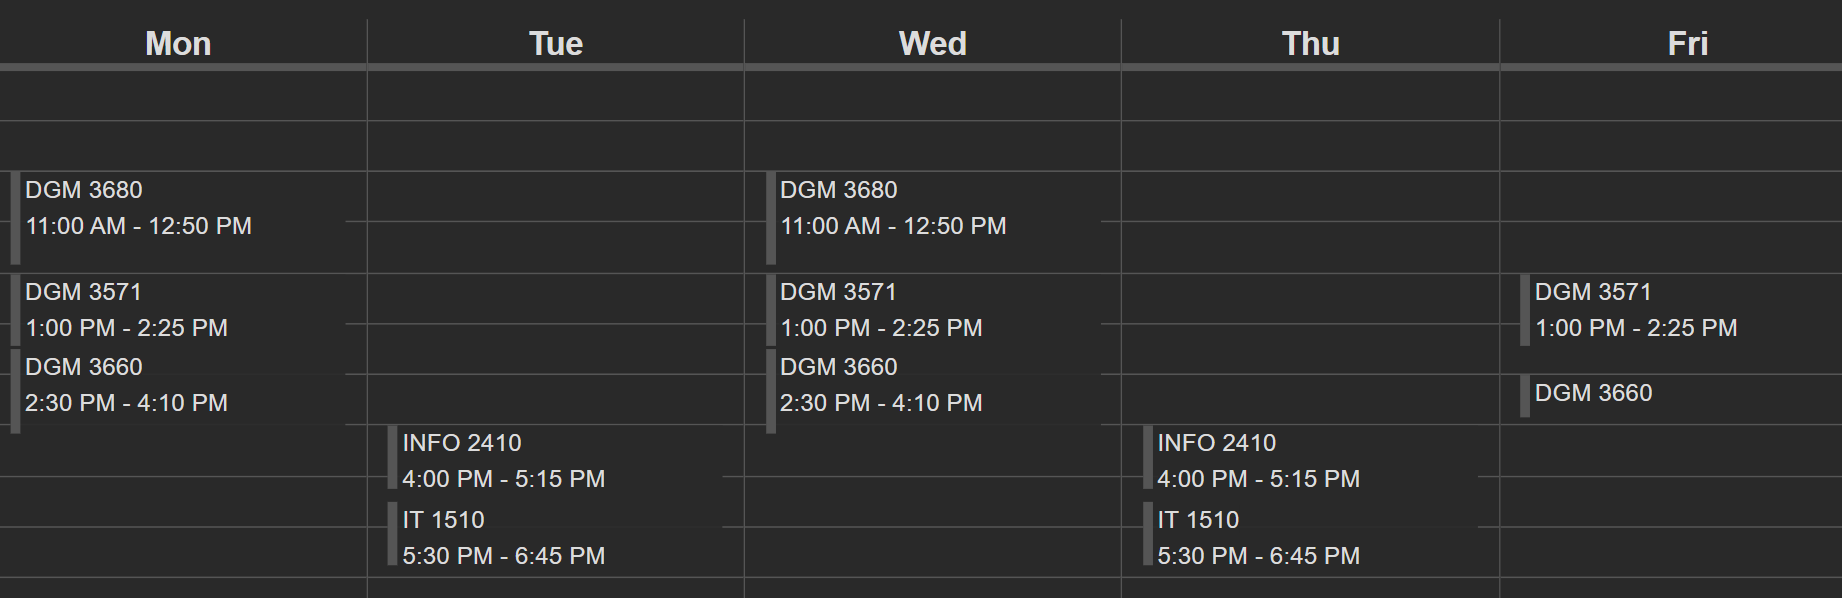 Mon Tue Wed Thu Fri
DGM 3680
11:00 AM - 12:50 PM
DGM 3571
1:00 PM - 2:25 PM
DGM 3660
2:30 PM - 4:10 PM
INFO 2410
4:00 PM - 5:15 PM
IT 1510
5:30 PM - 6:45 PM
DGM 3680
11:00 AM - 12:50 PM
DGM 3571
1:00 PM - 2:25 PM
DGM 3660
2:30 PM - 4:10 PM
INFO 2410
4:00 PM - 5:15 PM
IT 1510
5:30 PM - 6:45 PM
DGM 3571
1:00 PM - 2:25 PM
DGM 3660